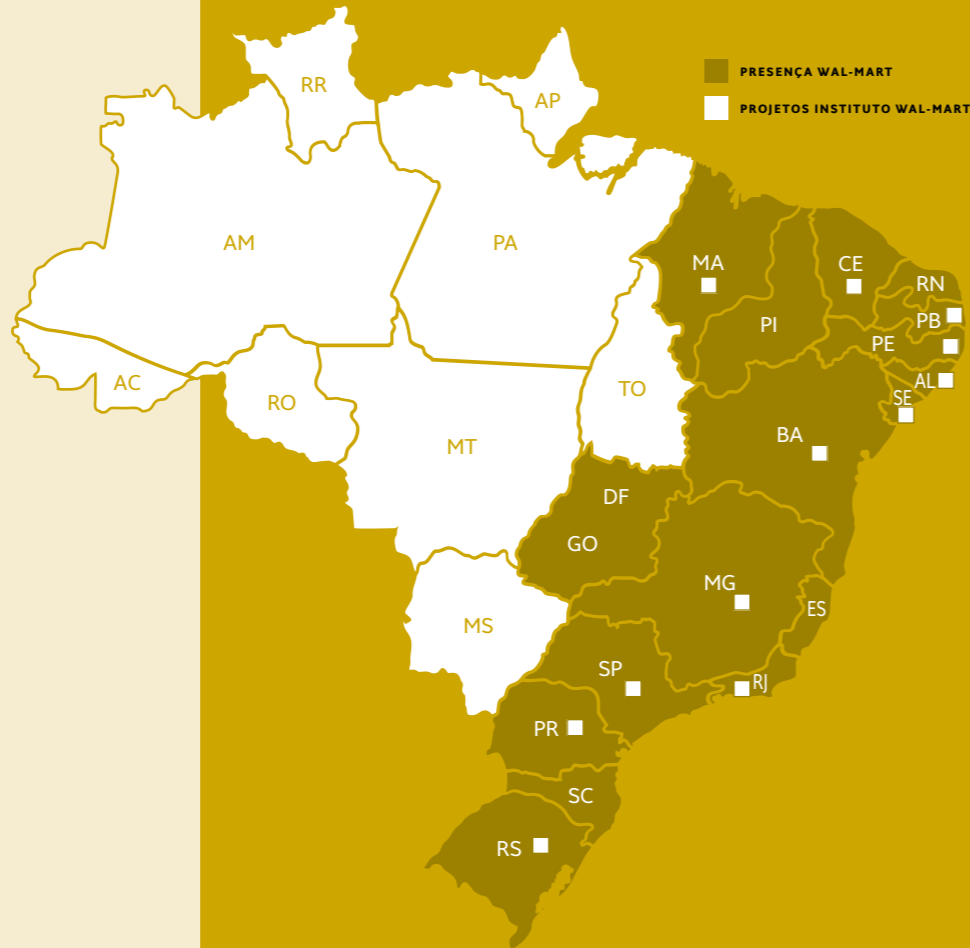 PRESENÇA WAL-MART
PROJETOS INSTITUTO WAL-MART
RR
AP
AM
PA
MA
CE
RN
PB
PI
PE
AC
RO
TO
AL
SE
MT
BA
DF
GO
MG
ES
MS
SP
RJ
PR
SC
RS